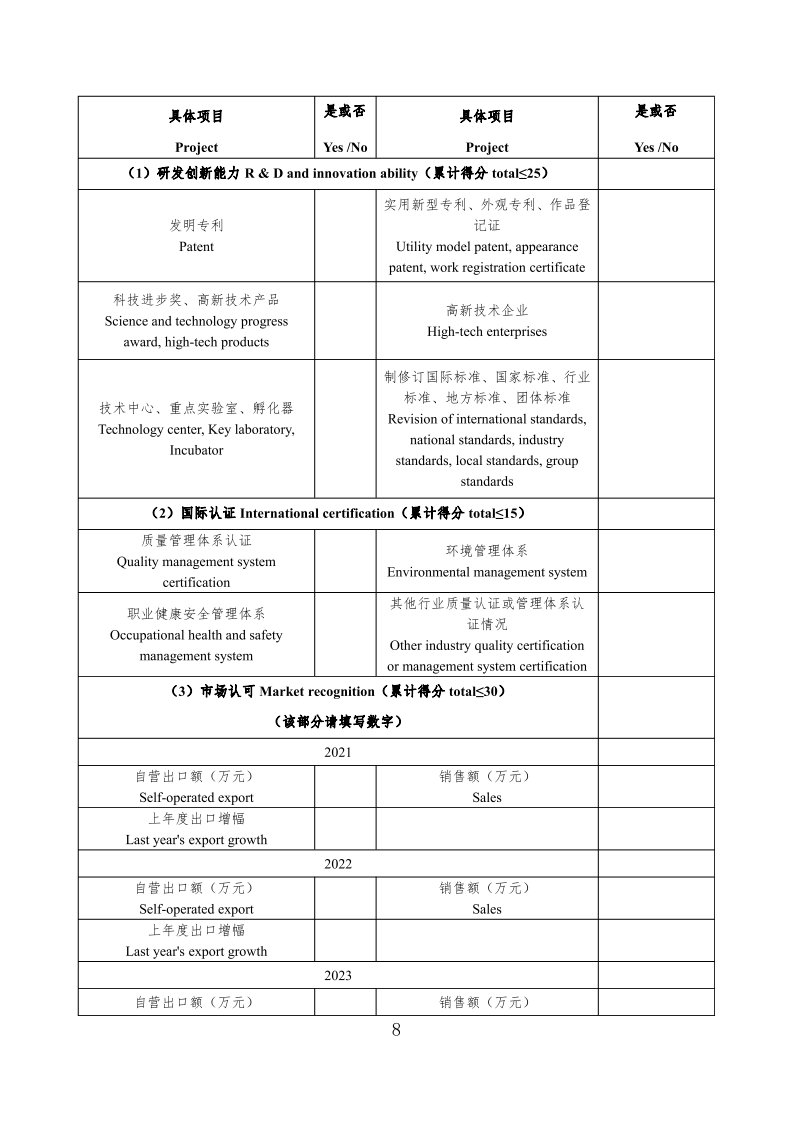 具体项目 是或否 具体项目 是或否
Project Yes /No Project Yes /No
（1）研发创新能力 R & D and innovation ability（累计得分 total≤25）
发明专利
Patent
实用新型专利、外观专利、作品登
记证
Utility model patent, appearance
patent, work registration certificate
科技进步奖、高新技术产品
Science and technology progress
award, high-tech products
高新技术企业
High-tech enterprises
技术中心、重点实验室、孵化器
Technology center, Key laboratory,
Incubator
制修订国际标准、国家标准、行业
标准、地方标准、团体标准
Revision of international standards,
national standards, industry
standards, local standards, group
standards
（2）国际认证 International certification（累计得分 total≤15）
质量管理体系认证
Quality management system
certification
环境管理体系
Environmental management system
职业健康安全管理体系
Occupational health and safety
management system
其他行业质量认证或管理体系认
证情况
Other industry quality certification
or management system certification
（3）市场认可 Market recognition（累计得分 total≤30）
（该部分请填写数字）
2021
自营出口额（万元）
Self-operated export
销售额（万元）
Sales
上年度出口增幅
Last year's export growth
2022
自营出口额（万元）
Self-operated export
销售额（万元）
Sales
上年度出口增幅
Last year's export growth
2023
自营出口额（万元） 销售额（万元）
8